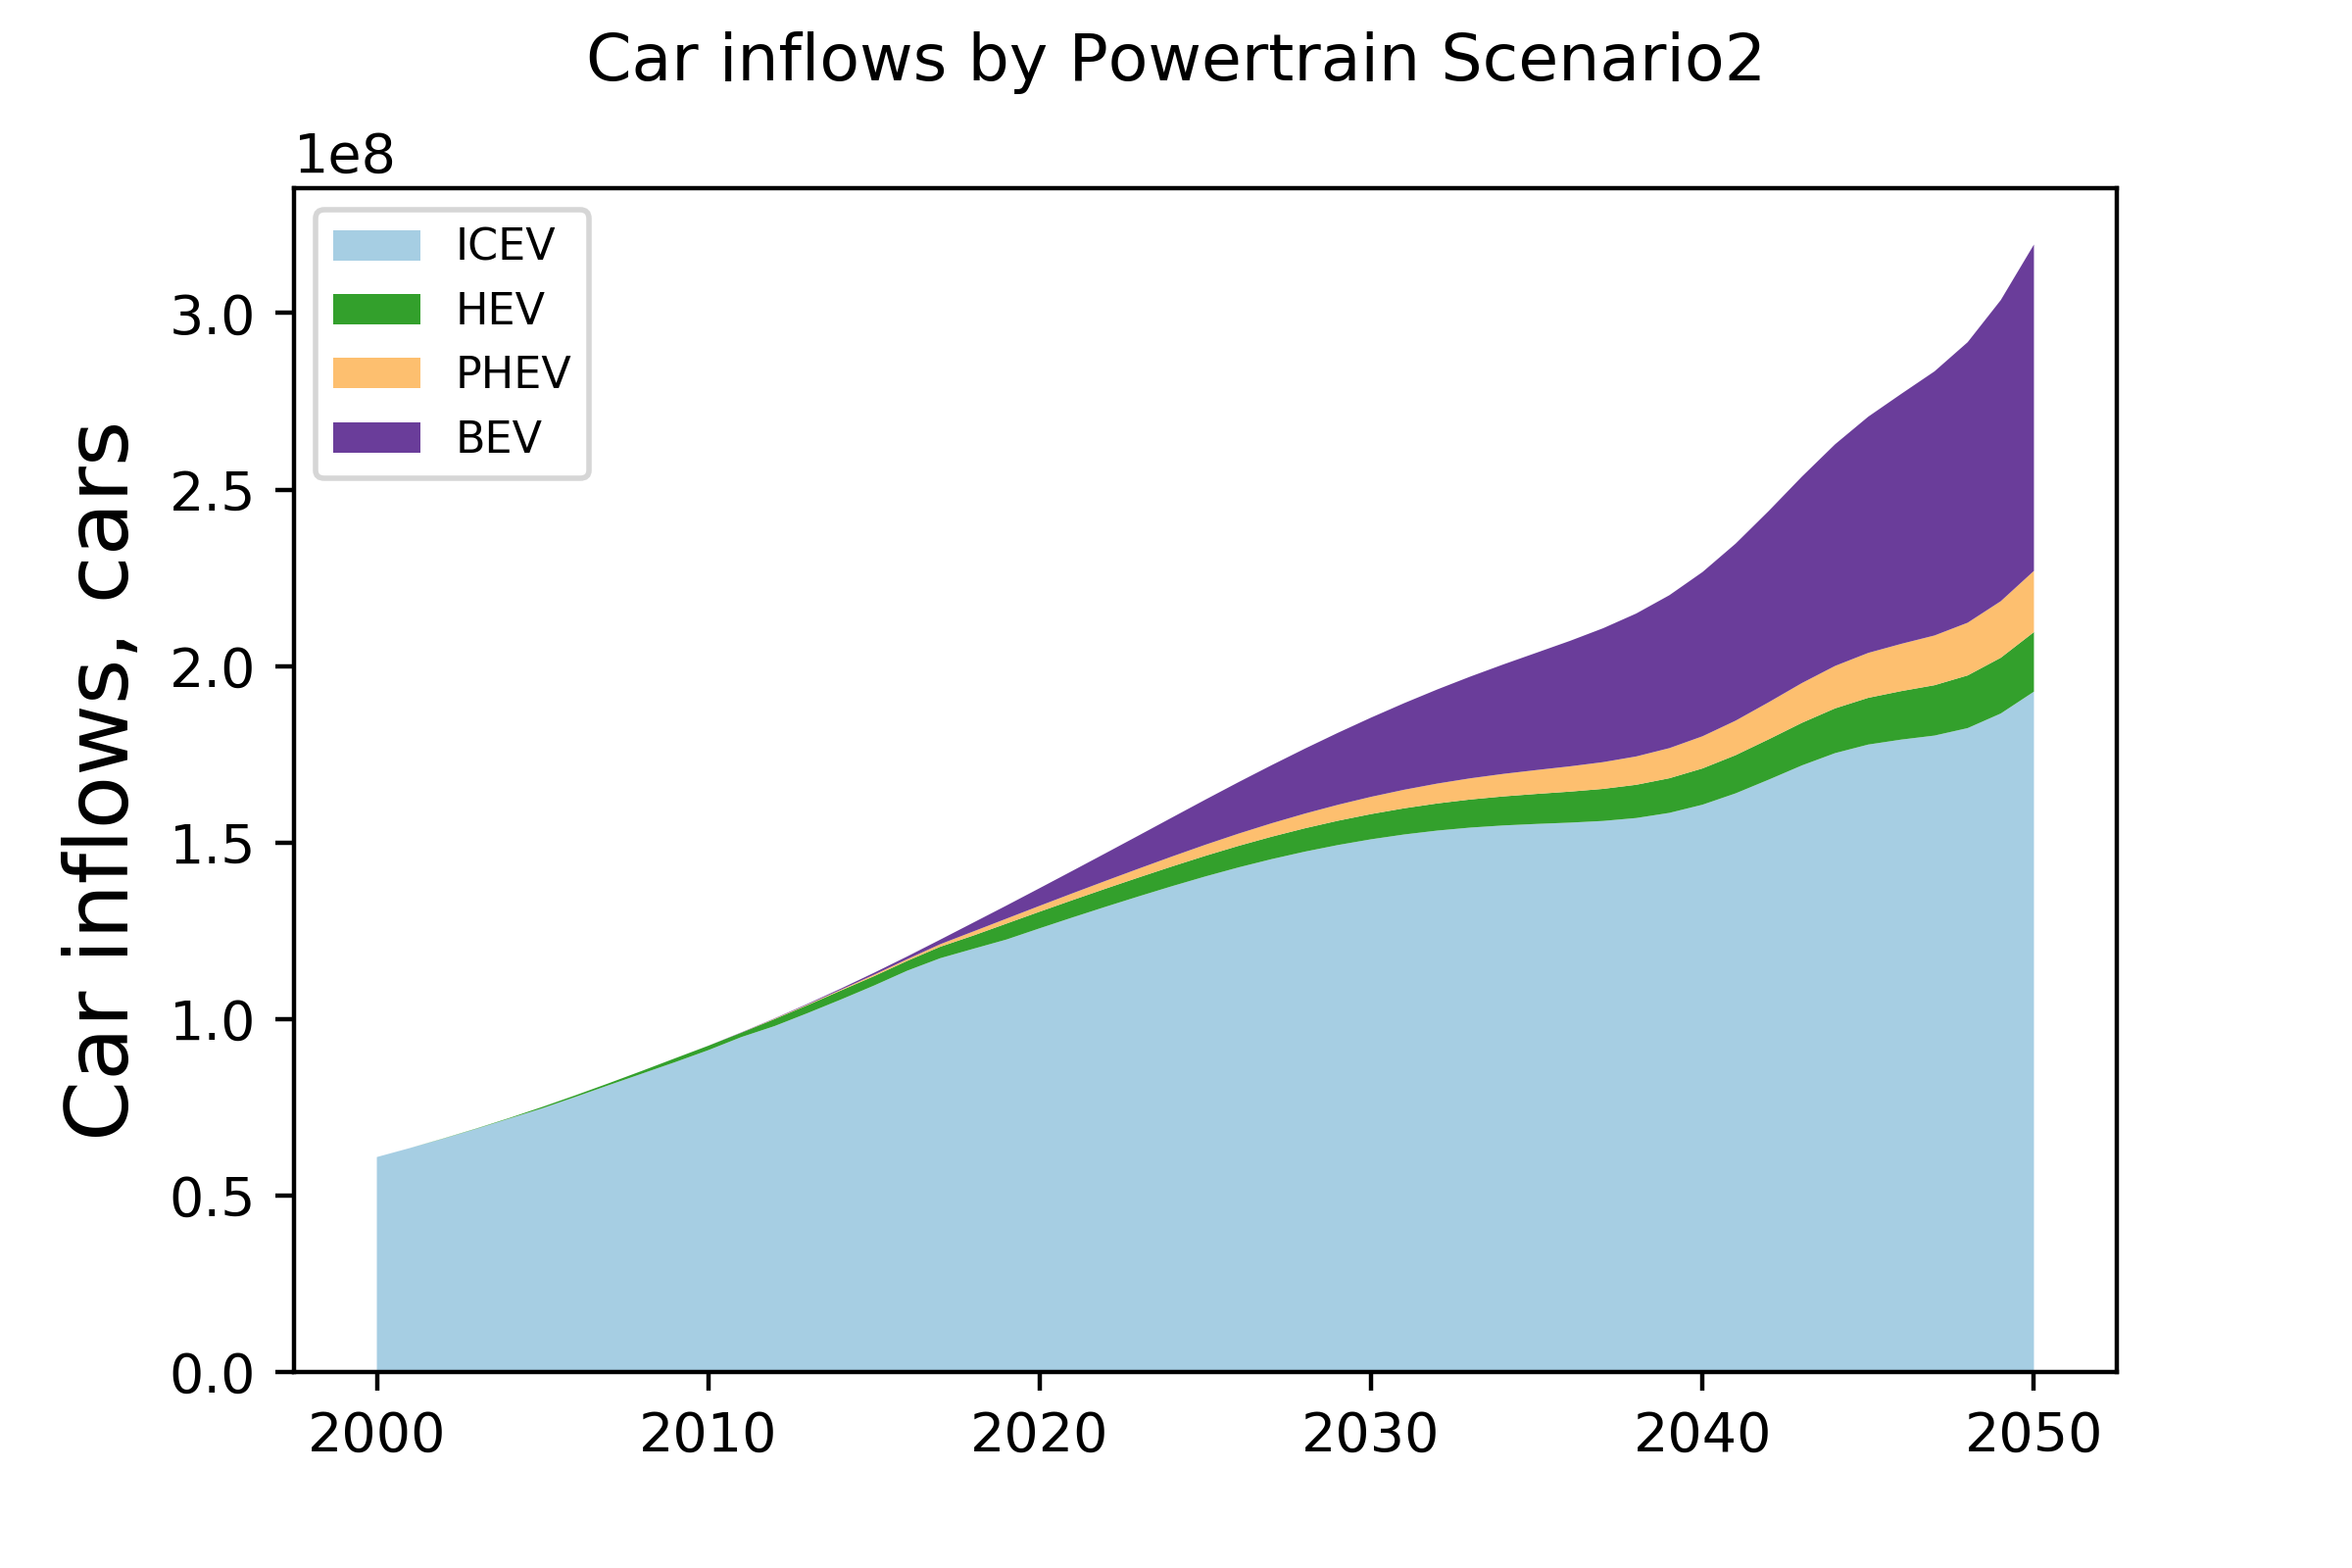 Car inflows by Powertrain Scenario2
1e8
ICEV
HEV
PHEV
BEV
Car inflows, cars
3.0
2.5
2.0
1.5
1.0
0.5
0.0
2000 2010 2020 2030 2040 2050